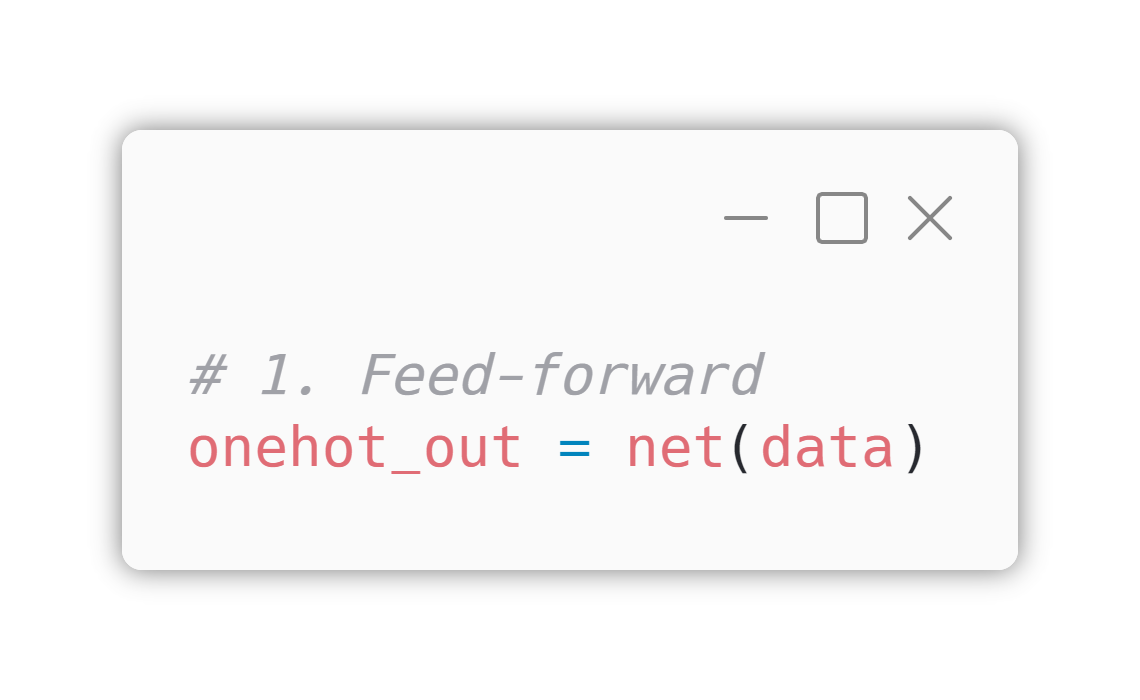 # 1. Feed-forward
onehot_out = net(data)